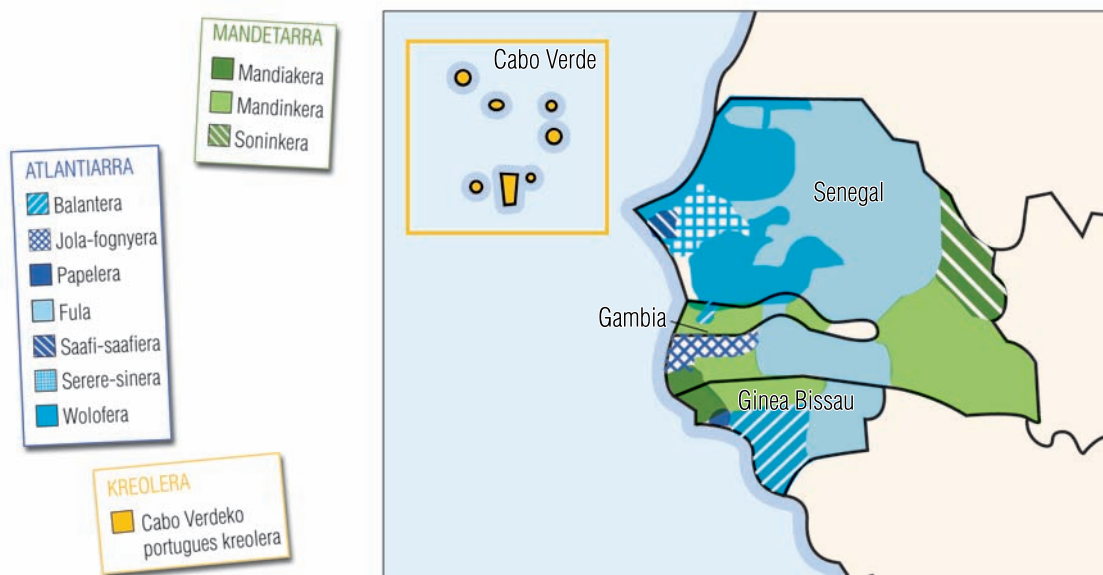 MANDETARRA
Mandiakera
Mandinkera
Soninkera
ATLANTIARRA
Balantera
Jola-fognyera
Papelera
Fula
Saafi-saafiera
Serere-sinera
Wolofera
KREOLERA
Cabo Verdeko
portugues kreolera
Cabo Verde
Senegal
Gambia
Ginea Bissau